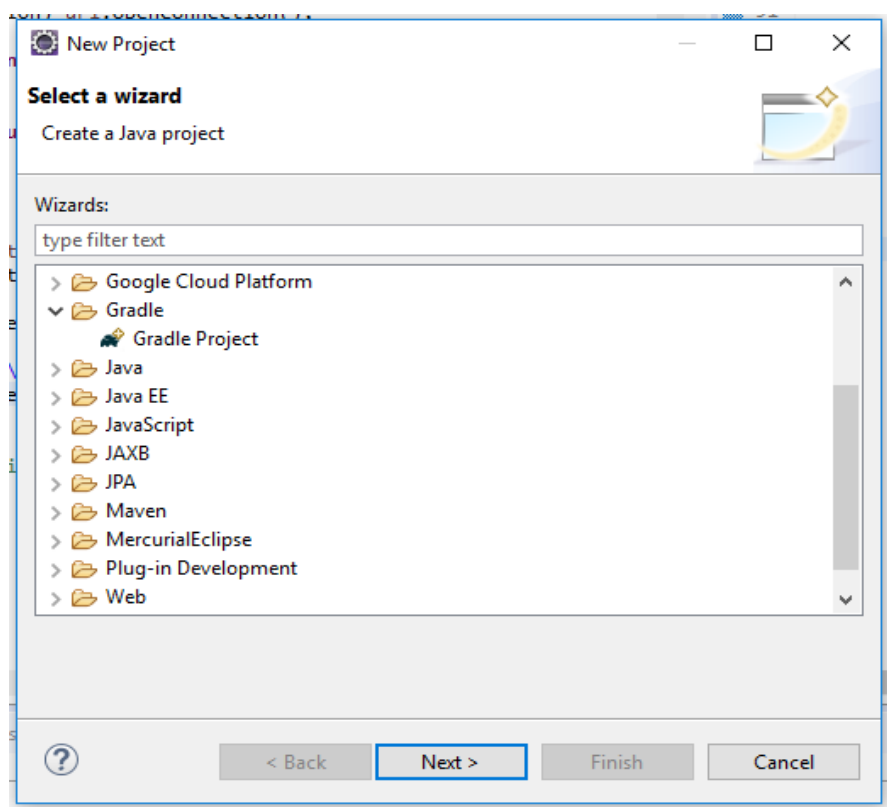 New Project
Select a wizard
Create a Java project
Wizards:
type filter text
Google Cloud Platform
Gradle
Gradle Project
Java
Java EE
JavaScript
JAXB
JPA
Maven
MercurialEclipse
Plug-in Development
Web
< Back Next > Finish Cancel